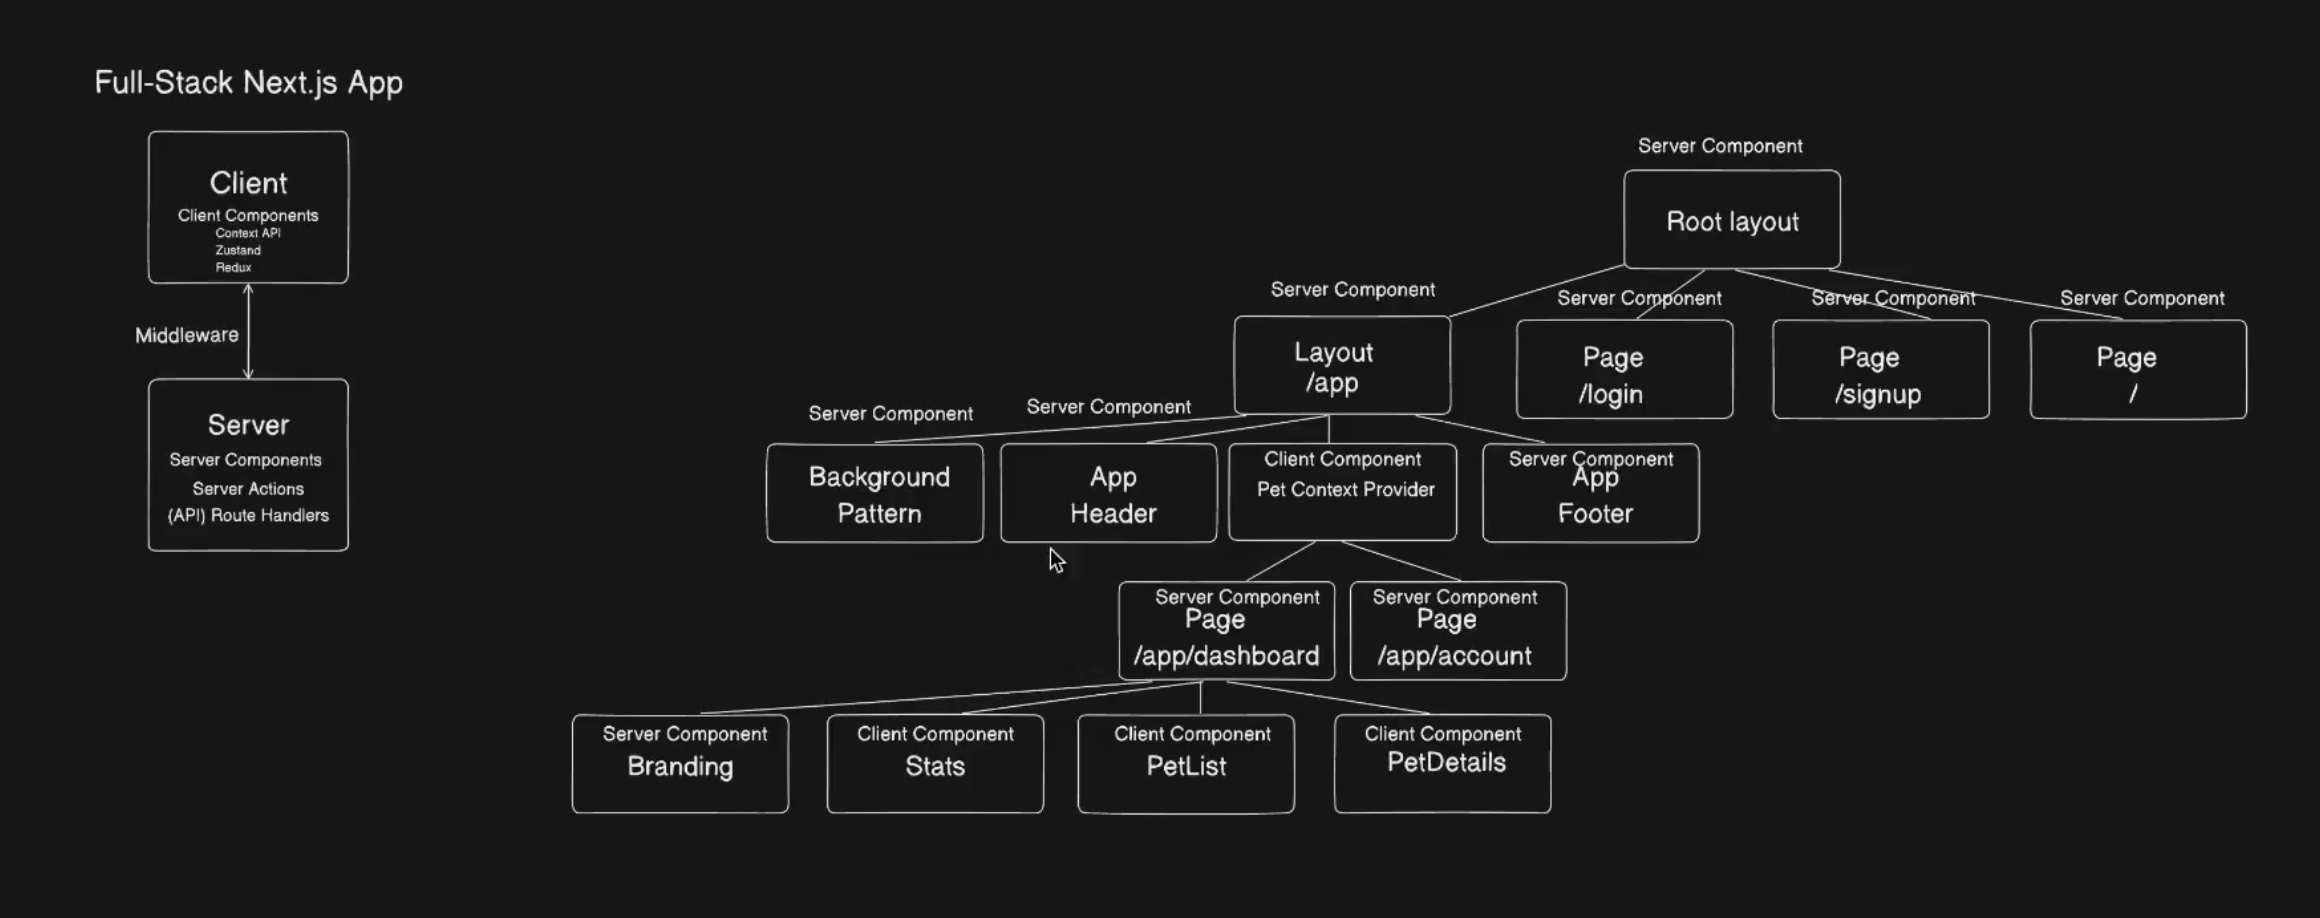 Full-Stack Next.js App
Client
Client Components
Context API
Zustand
Redux
Middleware
Server
Server Components
Server Actions
(API) Route Handlers
Server Component
Root layout
Server Component
Layout
/app
Server Component
Page
/login
Server Component
Page
/signup
Server Component
Page
/
Server Component
Background
Pattern
Server Component
App
Header
Client Component
Pet Context Provider
Server Component
App
Footer
Server Component
Page
/app/dashboard
Server Component
Page
/app/account
Server Component
Branding
Client Component
Stats
Client Component
PetList
Client Component
PetDetails